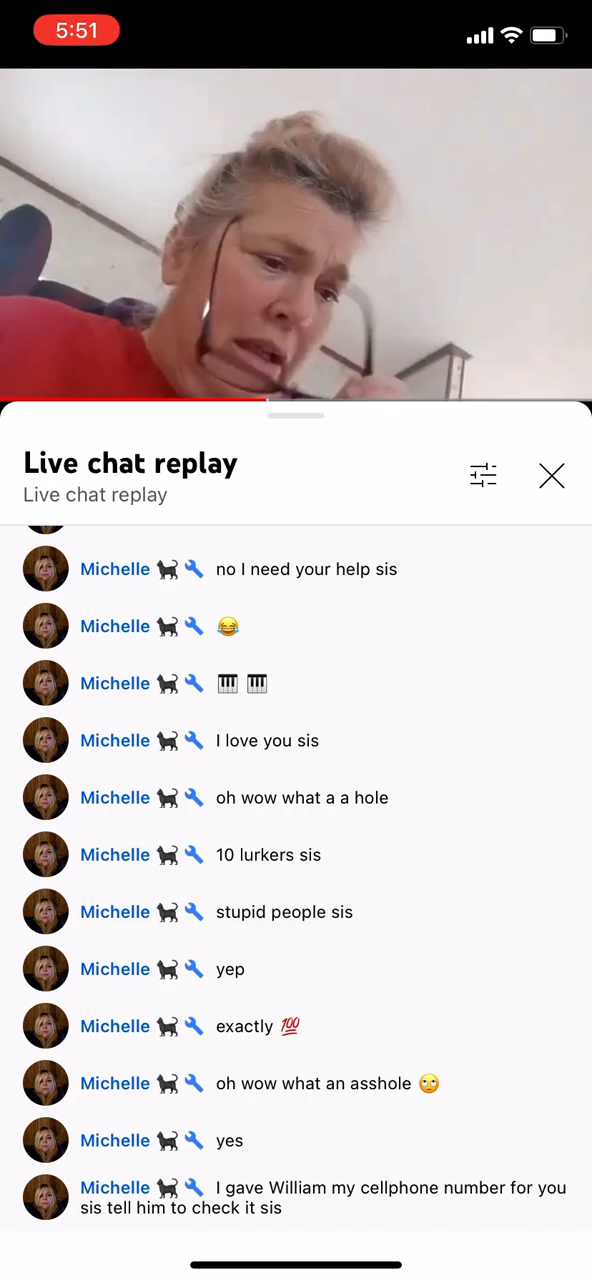 5:51
Live chat replay
Live chat replay
Michelle 🐈‍⬛ 🔧 no I need your help sis
Michelle 🐈‍⬛ 🔧 😂
Michelle 🐈‍⬛ 🔧 🎹 🎹
Michelle 🐈‍⬛ 🔧 I love you sis
Michelle 🐈‍⬛ 🔧 oh wow what a a hole
Michelle 🐈‍⬛ 🔧 10 lurkers sis
Michelle 🐈‍⬛ 🔧 stupid people sis
Michelle 🐈‍⬛ 🔧 yep
Michelle 🐈‍⬛ 🔧 exactly 💯
Michelle 🐈‍⬛ 🔧 oh wow what an asshole 🙄
Michelle 🐈‍⬛ 🔧 yes
Michelle 🐈‍⬛ 🔧 I gave William my cellphone number for you
sis tell him to check it sis